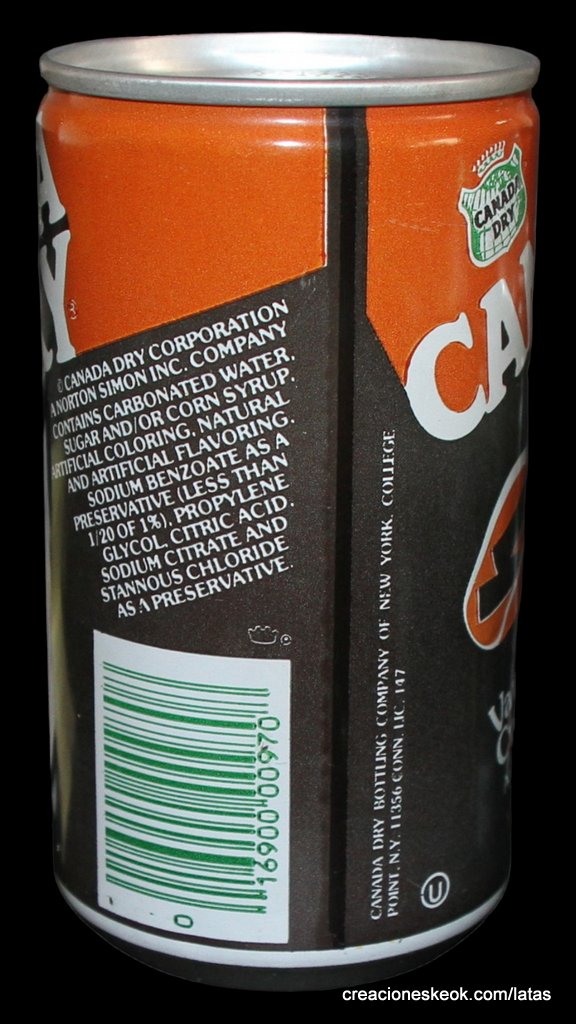 CANADA
DRY
© CANADA DRY CORPORATION
A NORTON SIMON INC. COMPANY
CONTAINS CARBONATED WATER,
SUGAR AND/OR CORN SYRUP,
ARTIFICIAL COLORING, NATURAL
AND ARTIFICIAL FLAVORING,
SODIUM BENZOATE AS A
PRESERVATIVE (LESS THAN
1/20 OF 1%), PROPYLENE
GLYCOL, CITRIC ACID,
SODIUM CITRATE AND
STANNOUS CHLORIDE
AS A PRESERVATIVE.
CANADA DRY BOTTLING COMPANY OF NEW YORK, COLLEGE
POINT, N.Y. 11356 CONN. LIC. 147
U
CA
16900 00970
0
creacioneskeok.com/latas